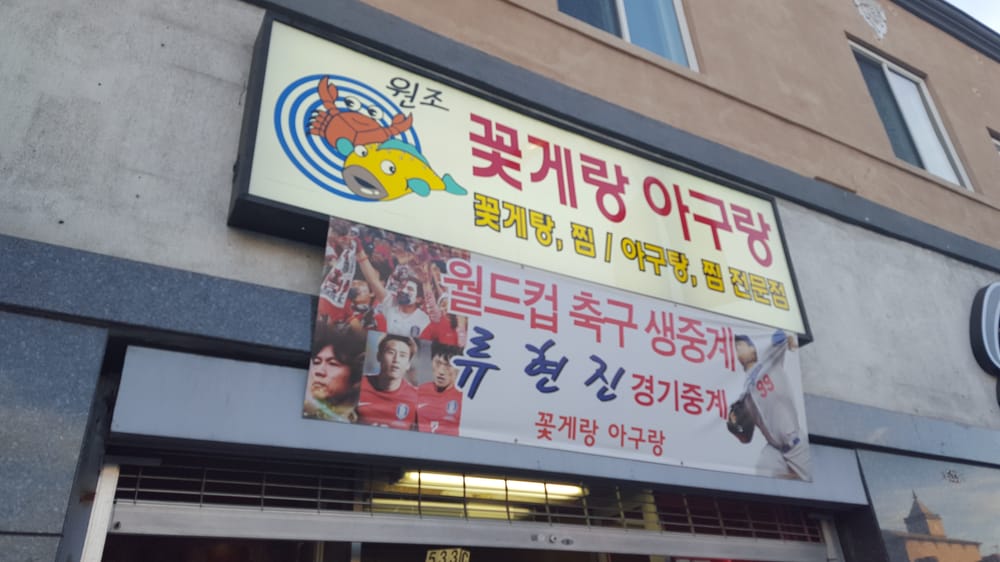 원조
꽃게랑 아구랑
꽃게탕, 찜 / 아구탕, 찜 전문점
월드컵 축구 생중계
류현진 경기중계
99
꽃게랑 아구랑
533